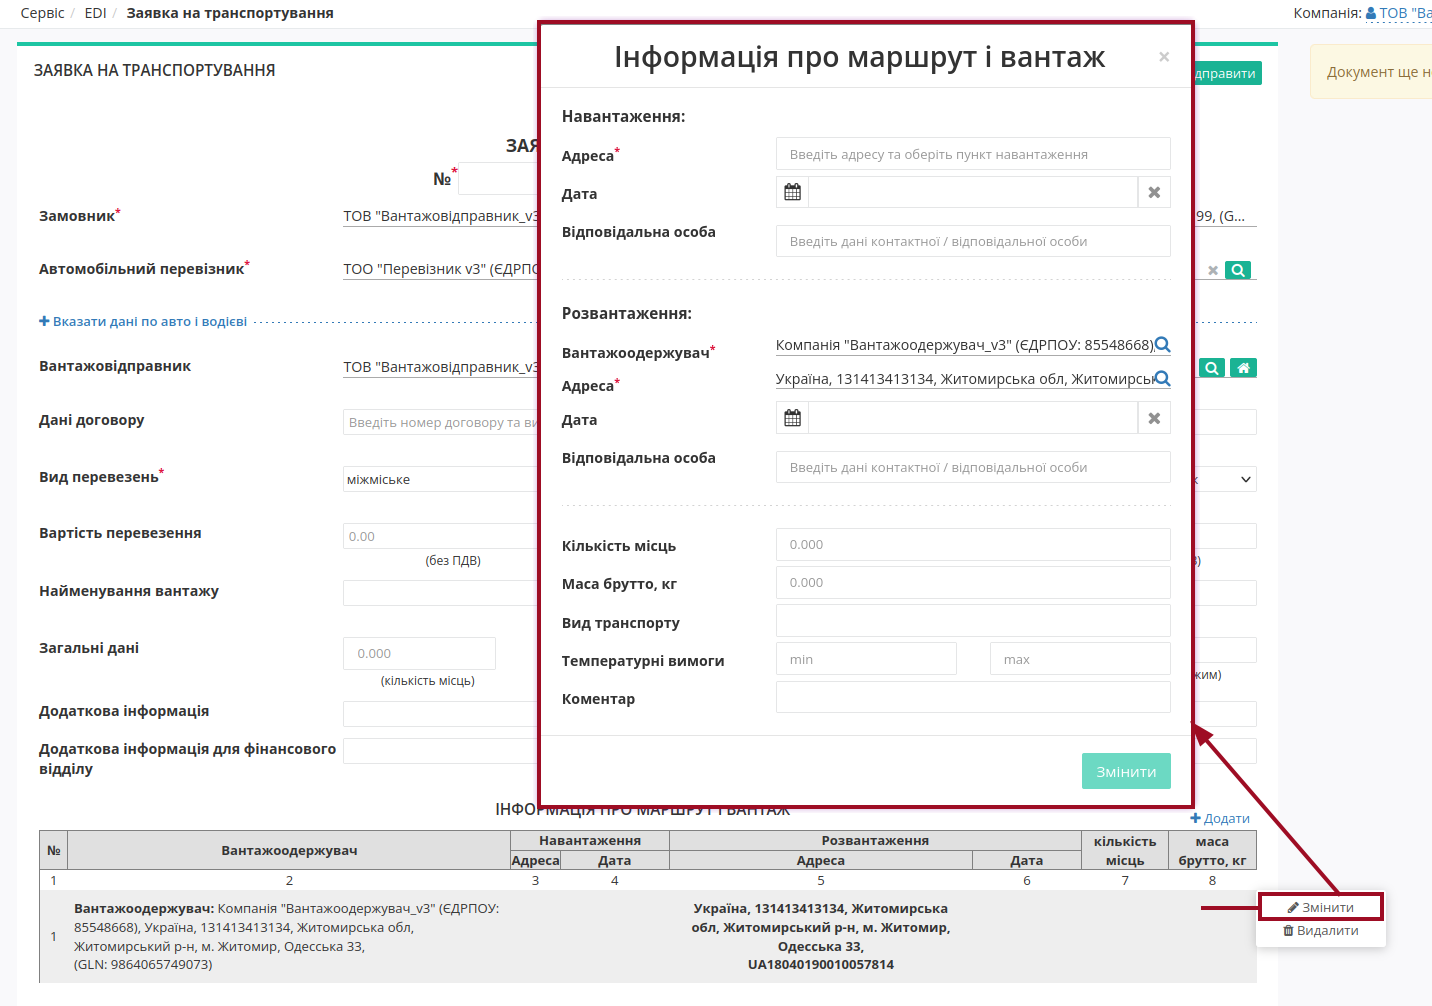 Сервіс / EDI / Заявка на транспортування
Компанія: ТОВ "Ва
ЗАЯВКА НА ТРАНСПОРТУВАННЯ
дправити
Документ ще н
ЗАЯ
№*
Замовник*
ТОВ "Вантажовідправник_v3
99, (G...
Автомобільний перевізник*
ТОО "Перевізник v3" (ЄДРПО
Вказати дані по авто і водієві
Вантажовідправник
ТОВ "Вантажовідправник_v3
Дані договору
Введіть номер договору та ви
Вид перевезень*
міжміське
Вартість перевезення
0.00
(без ПДВ)
Найменування вантажу
Загальні дані
0.000
(кількість місць)
жим)
Додаткова інформація
Додаткова інформація для фінансового
відділу
Інформація про маршрут і вантаж
×
Навантаження:
Адреса*
Введіть адресу та оберіть пункт навантаження
Дата
Відповідальна особа
Введіть дані контактної / відповідальної особи
Розвантаження:
Вантажоодержувач*
Компанія "Вантажоодержувач_v3" (ЄДРПОУ: 85548668),
Адреса*
Україна, 131413413134, Житомирська обл, Житомирськ
Дата
Відповідальна особа
Введіть дані контактної / відповідальної особи
Кількість місць
0.000
Маса брутто, кг
0.000
Вид транспорту
Температурні вимоги
min
max
Коментар
Змінити
ІНФОРМАЦІЯ ПРО МАРШРУТ І ВАНТАЖ
Додати
№ Вантажоодержувач Навантаження Розвантаження кількість місць маса брутто, кг
Адреса Дата Адреса Дата
1 2 3 4 5 6 7 8
1
Вантажоодержувач: Компанія "Вантажоодержувач_v3" (ЄДРПОУ:
85548668), Україна, 131413413134, Житомирська обл,
Житомирський р-н, м. Житомир, Одесська 33,
(GLN: 9864065749073)
Україна, 131413413134, Житомирська
обл, Житомирський р-н, м. Житомир,
Одесська 33,
UA18040190010057814
Змінити
Видалити